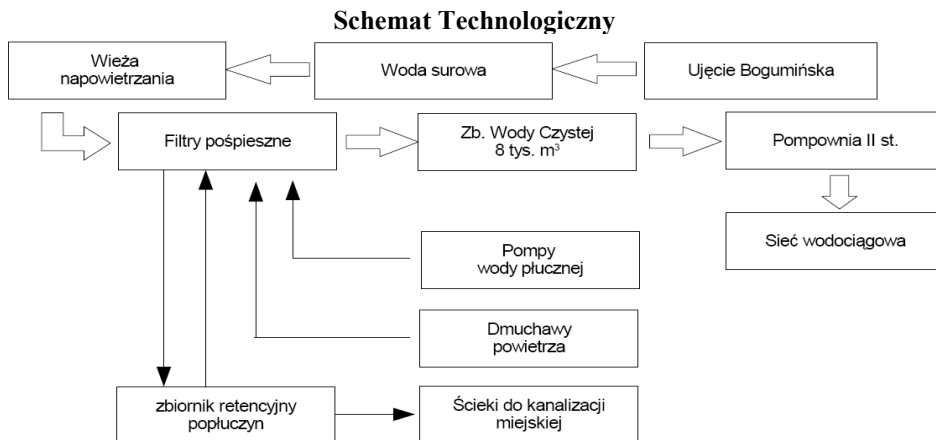 Schemat Technologiczny
Wieża
napowietrzania
Woda surowa
Ujęcie Bogumińska
Filtry pośpieszne
Zb. Wody Czystej
8 tys. m³
Pompownia II st.
Sieć wodociągowa
Pompy
wody płucznej
Dmuchawy
powietrza
zbiornik retencyjny
popłuczyn
Ścieki do kanalizacji
miejskiej